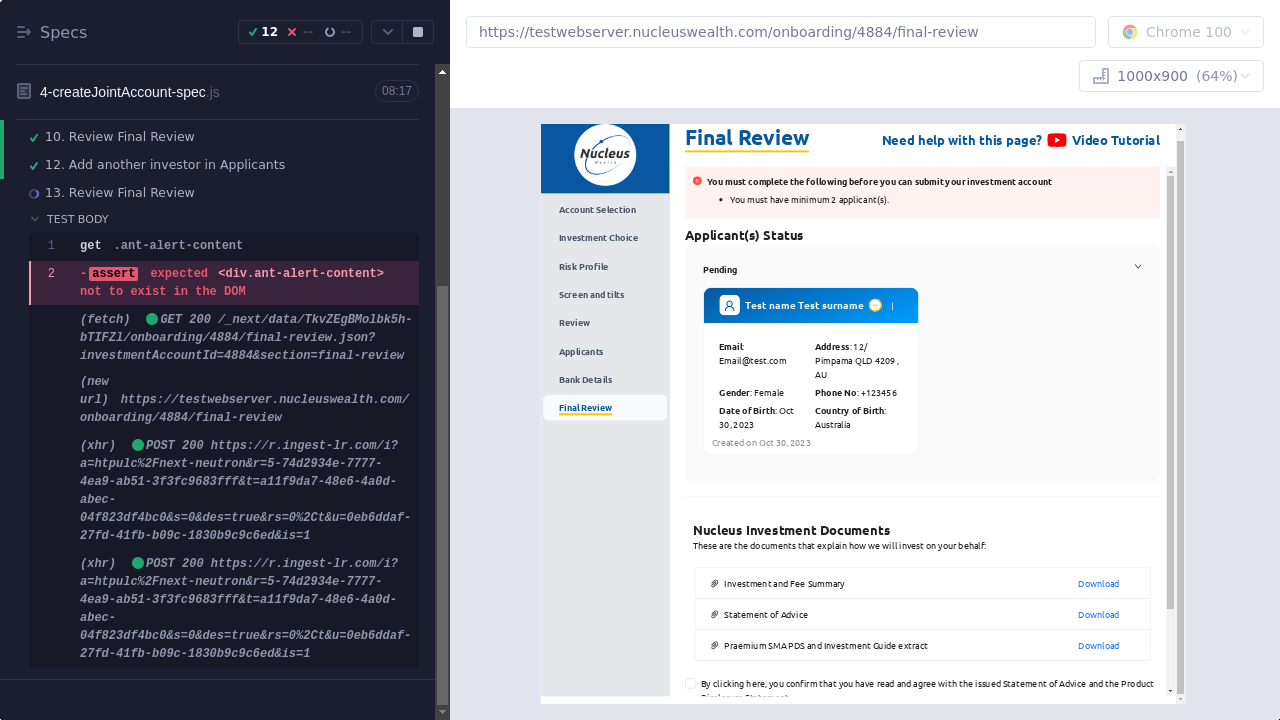 Specs
12 -- --
4-createJointAccount-spec.js 08:17
10. Review Final Review
12. Add another investor in Applicants
13. Review Final Review
TEST BODY
1 get .ant-alert-content
2 -assert expected <div.ant-alert-content>
not to exist in the DOM
(fetch) GET 200 /_next/data/TkvZEgBMolbk5h-
bTIFZl/onboarding/4884/final-review.json?
investmentAccountId=4884&section=final-review
(new
url) https://testwebserver.nucleuswealth.com/
onboarding/4884/final-review
(xhr) POST 200 https://r.ingest-lr.com/i?
a=htpulc%2Fnext-neutron&r=5-74d2934e-7777-
4ea9-ab51-3f3fc9683fff&t=a11f9da7-48e6-4a0d-
abec-
04f823df4bc0&s=0&des=true&rs=0%2Ct&u=0eb6ddaf-
27fd-41fb-b09c-1830b9c9c6ed&is=1
(xhr) POST 200 https://r.ingest-lr.com/i?
a=htpulc%2Fnext-neutron&r=5-74d2934e-7777-
4ea9-ab51-3f3fc9683fff&t=a11f9da7-48e6-4a0d-
abec-
04f823df4bc0&s=0&des=true&rs=0%2Ct&u=0eb6ddaf-
27fd-41fb-b09c-1830b9c9c6ed&is=1
https://testwebserver.nucleuswealth.com/onboarding/4884/final-review
Chrome 100
1000x900 (64%)
Nucleus
Wealth
Account Selection
Investment Choice
Risk Profile
Screen and tilts
Review
Applicants
Bank Details
Final Review
Final Review
Need help with this page? Video Tutorial
You must complete the following before you can submit your investment account
• You must have minimum 2 applicant(s).
Applicant(s) Status
Pending
Test name Test surname
Email:
Email@test.com
Address: 12/
Pimpama QLD 4209 ,
AU
Gender: Female
Phone No: +123456
Date of Birth: Oct
30, 2023
Country of Birth:
Australia
Created on Oct 30, 2023
Nucleus Investment Documents
These are the documents that explain how we will invest on your behalf:
Investment and Fee Summary Download
Statement of Advice Download
Praemium SMA PDS and Investment Guide extract Download
By clicking here, you confirm that you have read and agree with the issued Statement of Advice and the Product